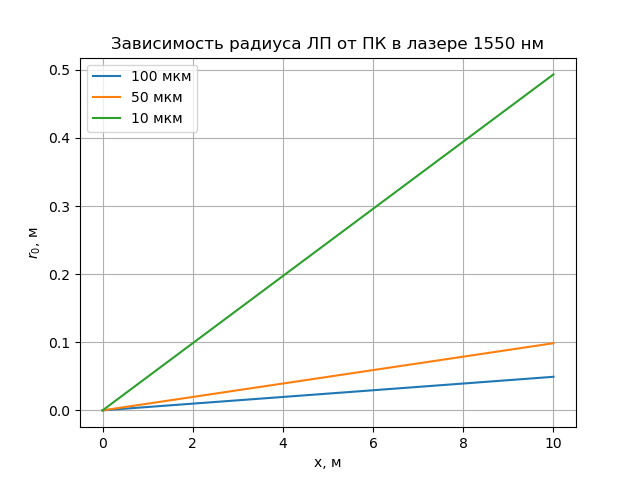 Зависимость радиуса ЛП от ПК в лазере 1550 нм
100 мкм
50 мкм
10 мкм
0.5
0.4
0.3
0.2
0.1
0.0
r₀, м
0 2 4 6 8 10
x, м